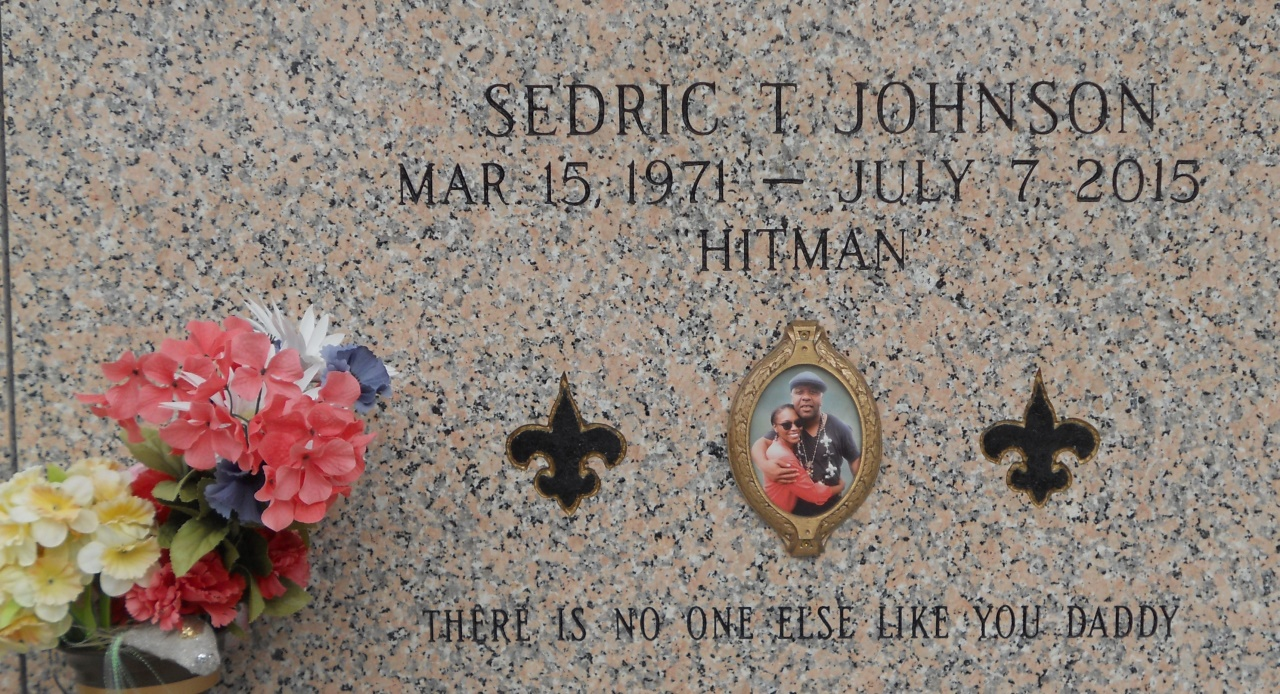 SEDRIC T. JOHNSON
MAR. 15, 1971 — JULY 7, 2015
"HITMAN"
THERE IS NO ONE ELSE LIKE YOU DADDY